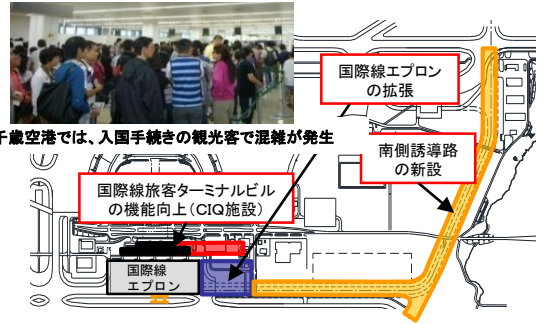 国際線エプロン
の拡張
千歳空港では、入国手続きの観光客で混雑が発生
南側誘導路
の新設
国際線旅客ターミナルビル
の機能向上(CIQ施設)
国際線
エプロン